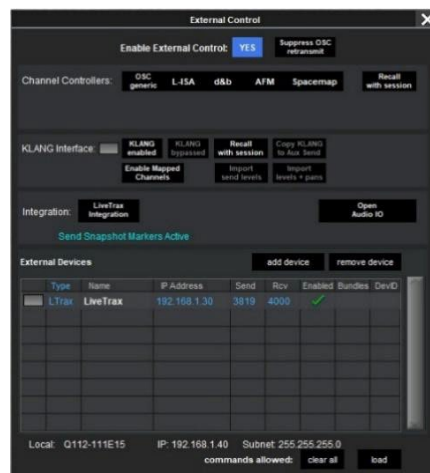 External Control
Enable External Control: YES Suppress OSC retransmit
Channel Controllers: OSC generic L-ISA d&b AFM Spacemap Recall with session
KLANG Interface: KLANG enabled KLANG bypassed Recall with session Copy KLANG to Aux Send
Enable Mapped Channels Import send levels Import levels + pans
Integration: LiveTrax Integration Open Audio IO
Send Snapshot Markers Active
External Devices add device remove device
Type Name IP Address Send Rcv Enabled Bundles DevID
LTrax LiveTrax 192.168.1.30 3819 4000
Local: Q112-111E15 IP: 192.168.1.40 Subnet: 255.255.255.0
commands allowed: clear all load